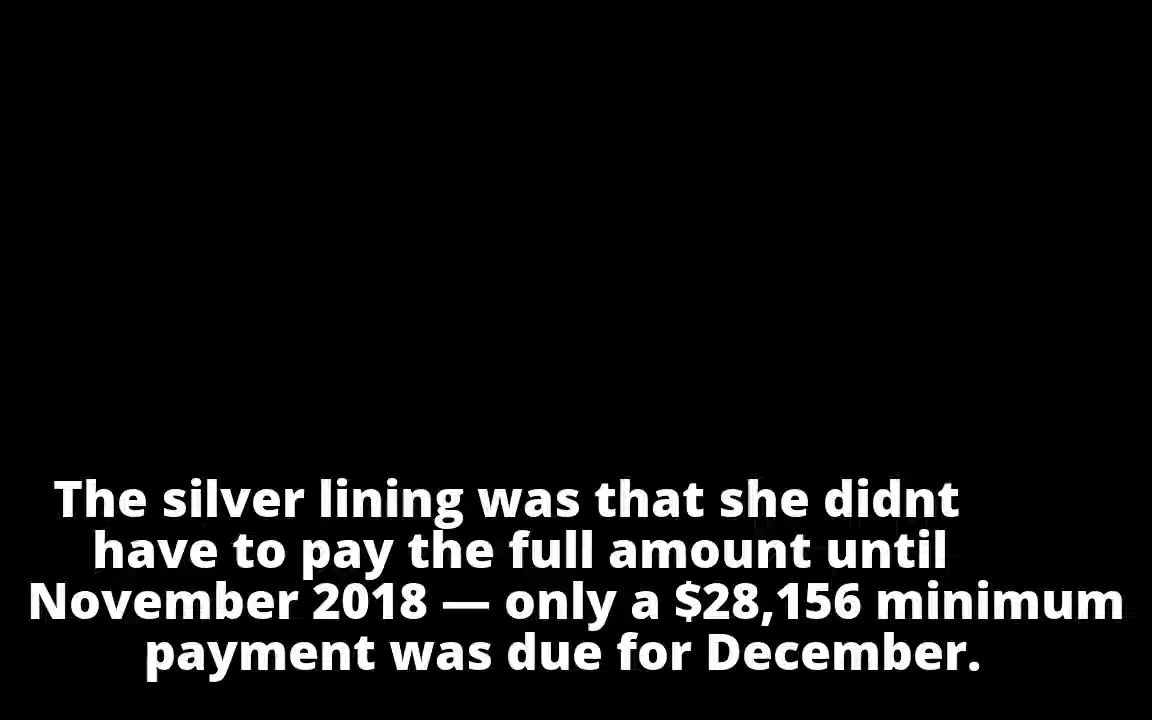 The silver lining was that she didnt
have to pay the full amount until
November 2018 — only a $28,156 minimum
payment was due for December.